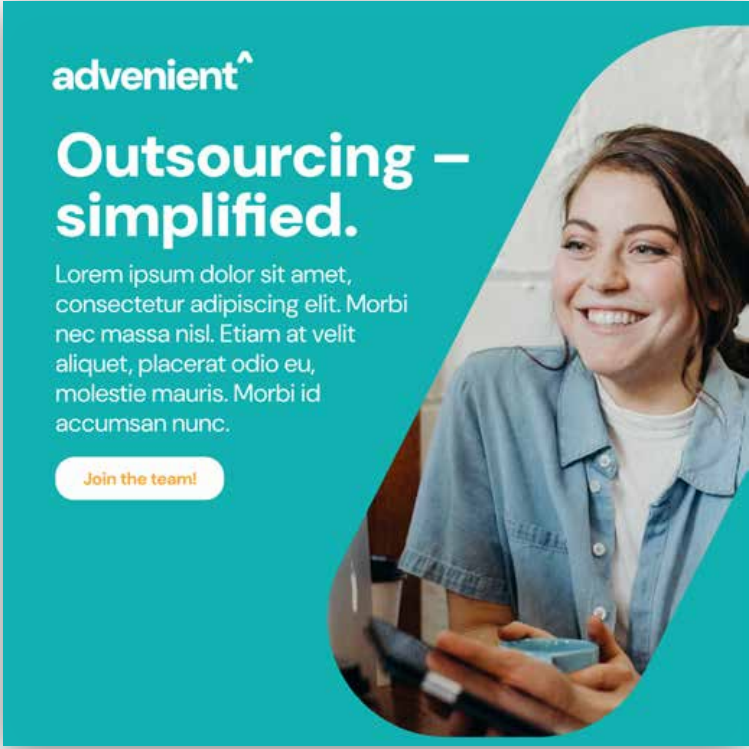 advenient^
Outsourcing –
simplified.
Lorem ipsum dolor sit amet,
consectetur adipiscing elit. Morbi
nec massa nisl. Etiam at velit
aliquet, placerat odio eu,
molestie mauris. Morbi id
accumsan nunc.
Join the team!